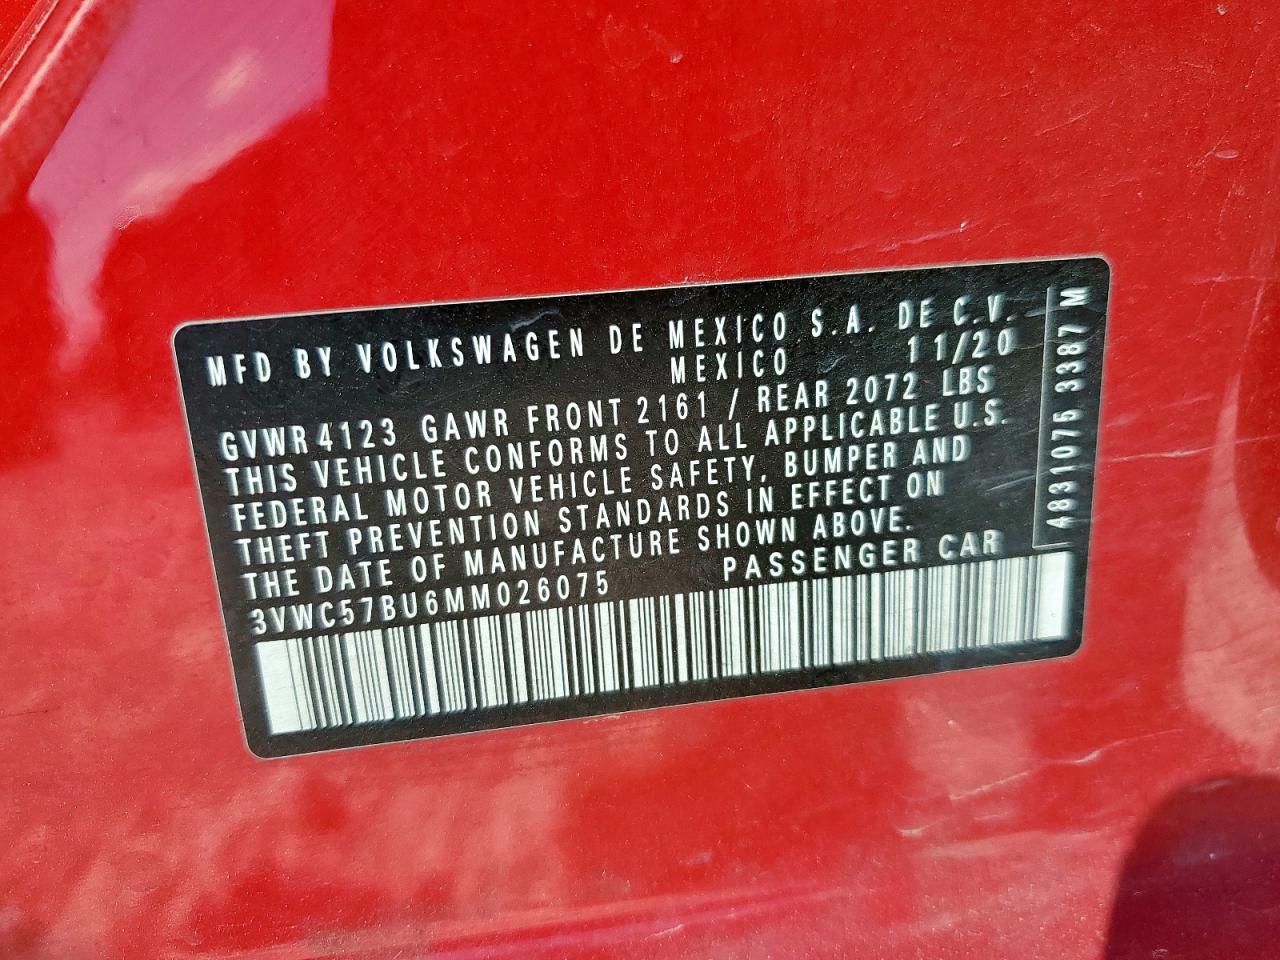 MFD BY VOLKSWAGEN DE MEXICO S.A. DE C.V.
MEXICO 11/20
GVWR 4123 GAWR FRONT 2161 / REAR 2072 LBS
THIS VEHICLE CONFORMS TO ALL APPLICABLE U.S.
FEDERAL MOTOR VEHICLE SAFETY, BUMPER AND
THEFT PREVENTION STANDARDS IN EFFECT ON
THE DATE OF MANUFACTURE SHOWN ABOVE.
3VWC57BU6MM026075 PASSENGER CAR
4831075 3387 M